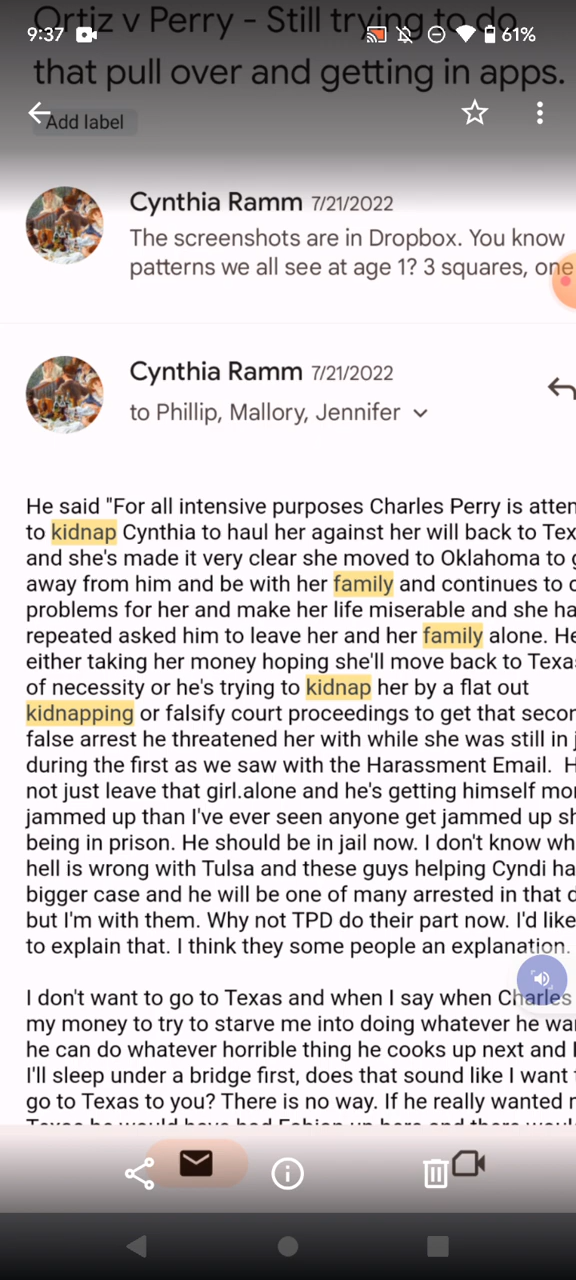 Ortiz v Perry - Still trying to do
9:37
61%
that pull over and getting in apps.
Add label
Cynthia Ramm 7/21/2022
The screenshots are in Dropbox. You know
patterns we all see at age 1? 3 squares, one
Cynthia Ramm 7/21/2022
to Phillip, Mallory, Jennifer
He said "For all intensive purposes Charles Perry is atten
to kidnap Cynthia to haul her against her will back to Tex
and she's made it very clear she moved to Oklahoma to g
away from him and be with her family and continues to c
problems for her and make her life miserable and she ha
repeated asked him to leave her and her family alone. He
either taking her money hoping she'll move back to Texa
of necessity or he's trying to kidnap her by a flat out
kidnapping or falsify court proceedings to get that secor
false arrest he threatened her with while she was still in j
during the first as we saw with the Harassment Email. H
not just leave that girl.alone and he's getting himself mo
jammed up than I've ever seen anyone get jammed up sh
being in prison. He should be in jail now. I don't know wh
hell is wrong with Tulsa and these guys helping Cyndi ha
bigger case and he will be one of many arrested in that d
but I'm with them. Why not TPD do their part now. I'd like
to explain that. I think they some people an explanation.
I don't want to go to Texas and when I say when Charles
my money to try to starve me into doing whatever he wa
he can do whatever horrible thing he cooks up next and I
I'll sleep under a bridge first, does that sound like I want
go to Texas to you? There is no way. If he really wanted
Texas he would have had Fabian up here and there